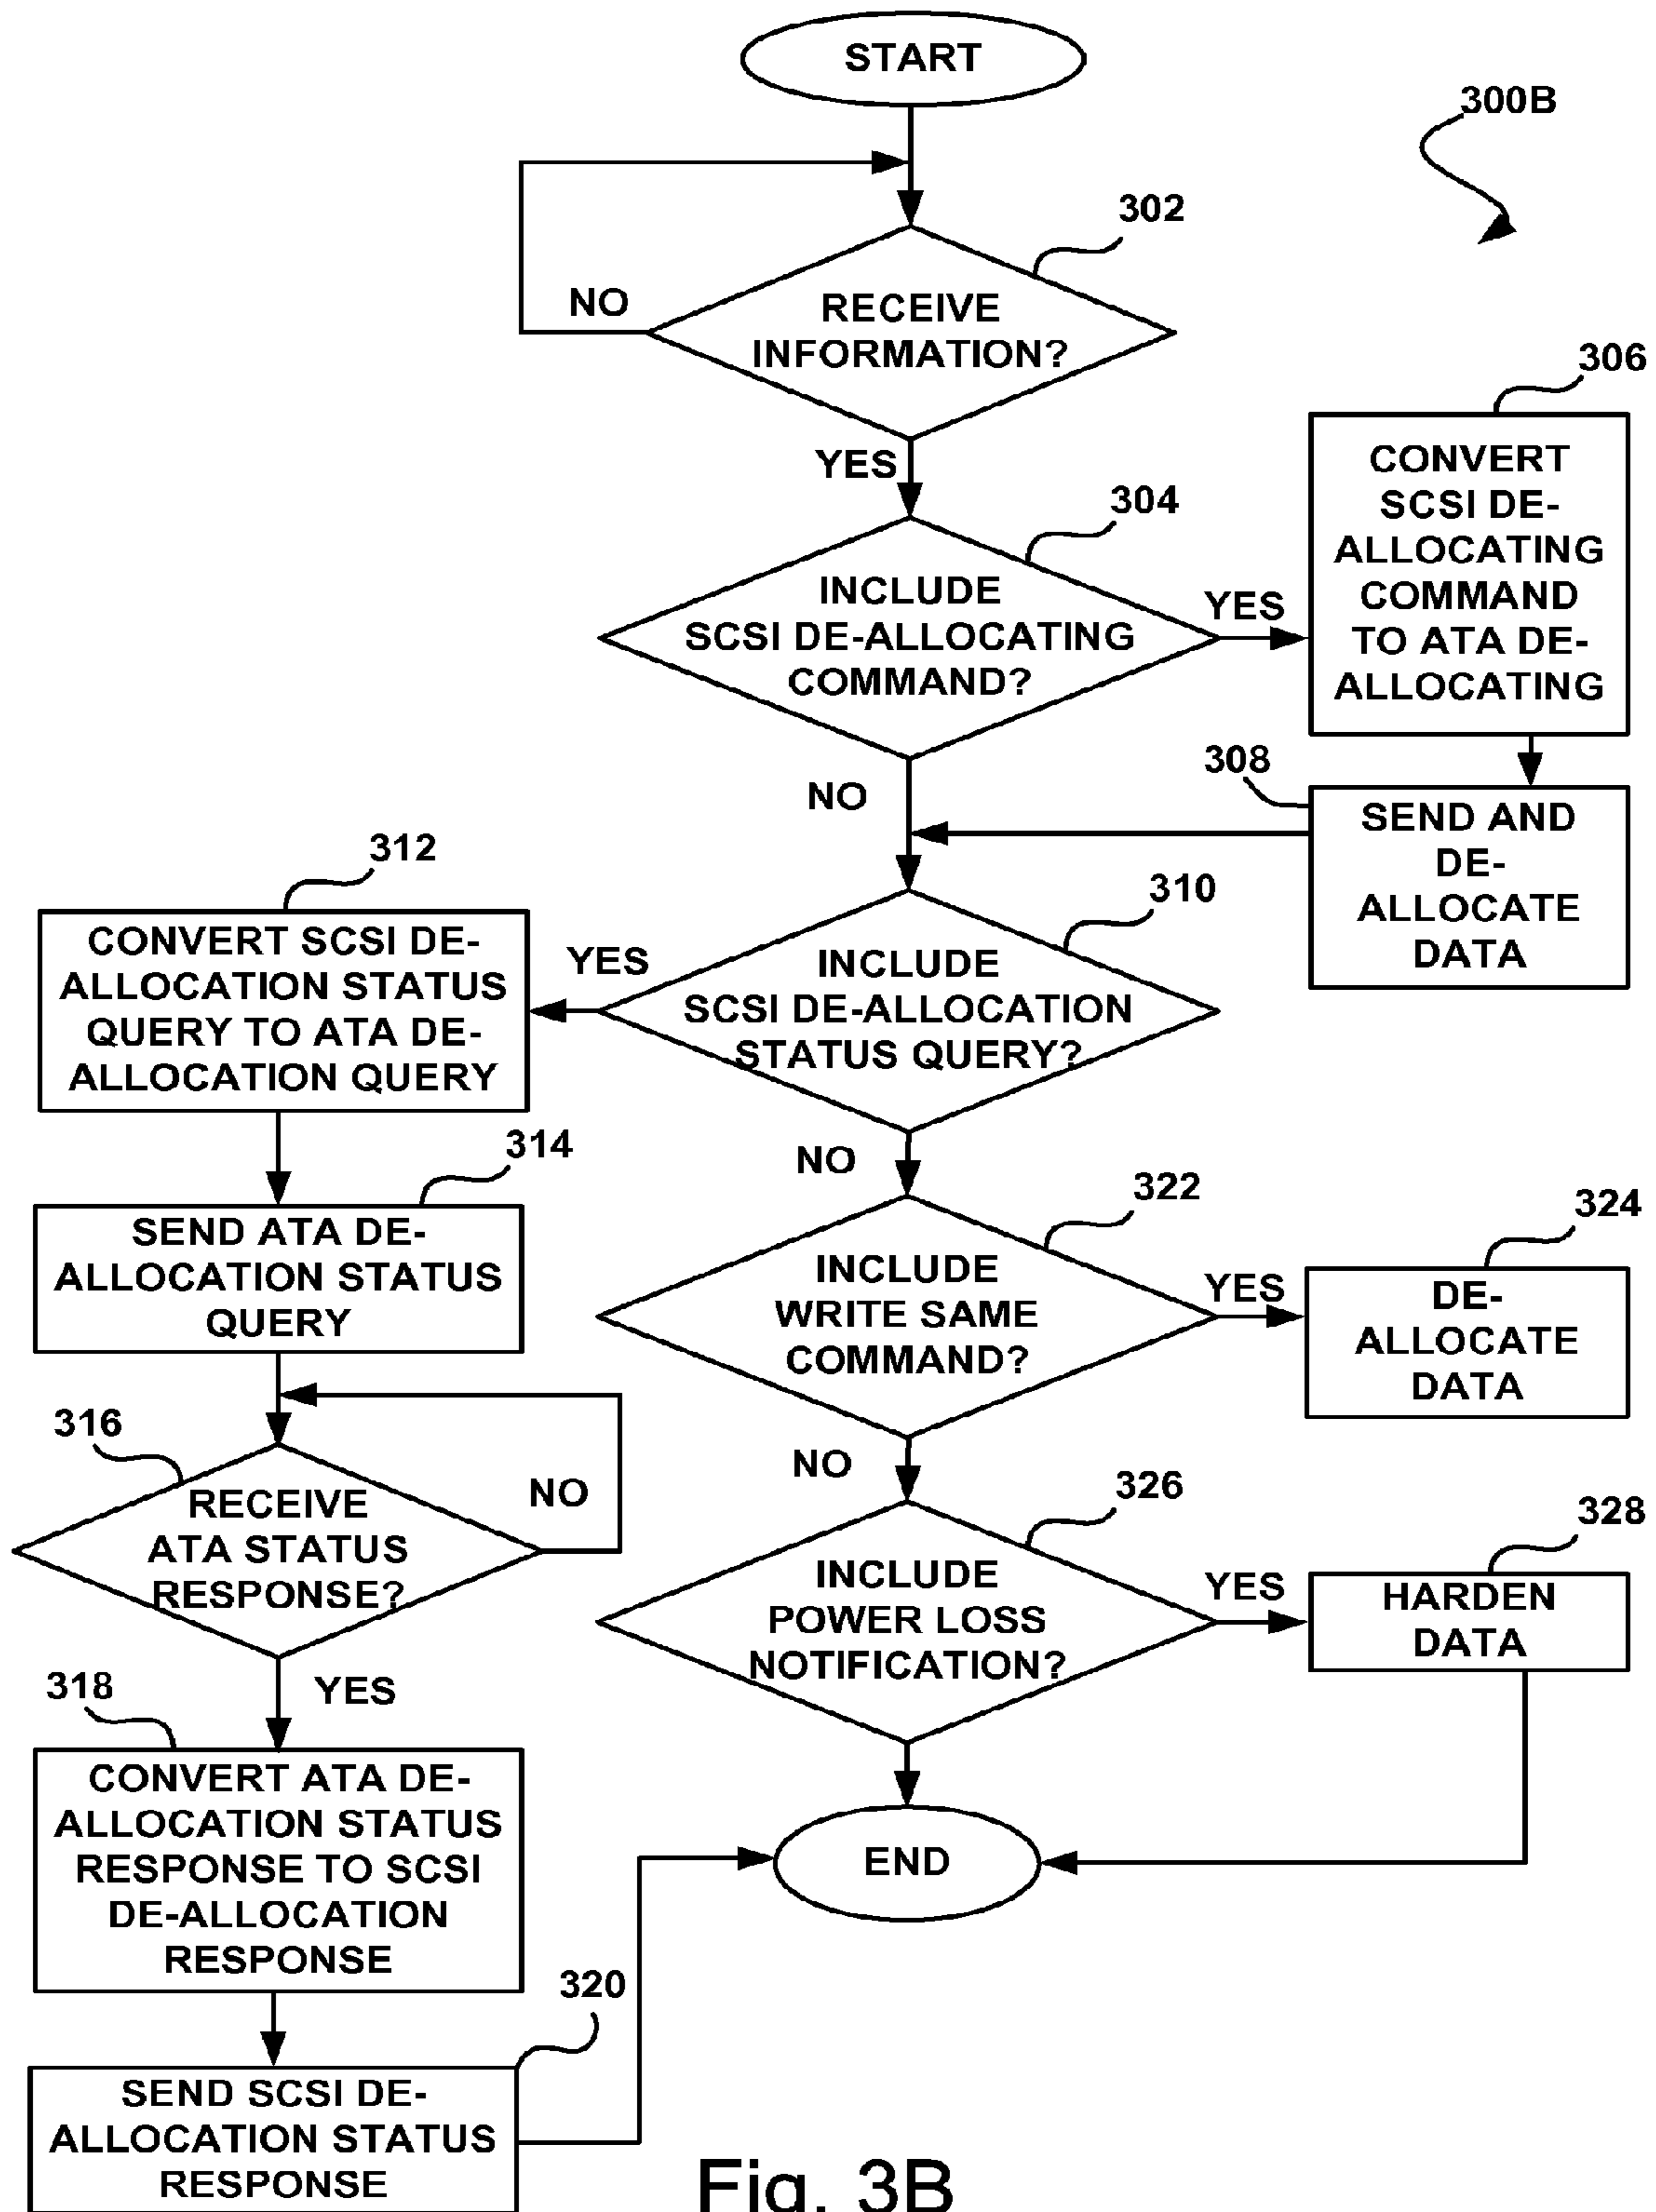 START
300B
302
NO
RECEIVE
INFORMATION?
306
YES
CONVERT
SCSI DE-
ALLOCATING
COMMAND
TO ATA DE-
ALLOCATING
304
INCLUDE
SCSI DE-ALLOCATING
COMMAND?
YES
NO
308
SEND AND
DE-
ALLOCATE
DATA
312
310
CONVERT SCSI DE-
ALLOCATION STATUS
QUERY TO ATA DE-
ALLOCATION QUERY
YES
INCLUDE
SCSI DE-ALLOCATION
STATUS QUERY?
314
NO
322
324
SEND ATA DE-
ALLOCATION STATUS
QUERY
INCLUDE
WRITE SAME
COMMAND?
YES
DE-
ALLOCATE
DATA
316
NO
RECEIVE
ATA STATUS
RESPONSE?
NO
326
328
INCLUDE
POWER LOSS
NOTIFICATION?
YES
HARDEN
DATA
318
YES
CONVERT ATA DE-
ALLOCATION STATUS
RESPONSE TO SCSI
DE-ALLOCATION
RESPONSE
END
320
SEND SCSI DE-
ALLOCATION STATUS
RESPONSE
Fig. 3B